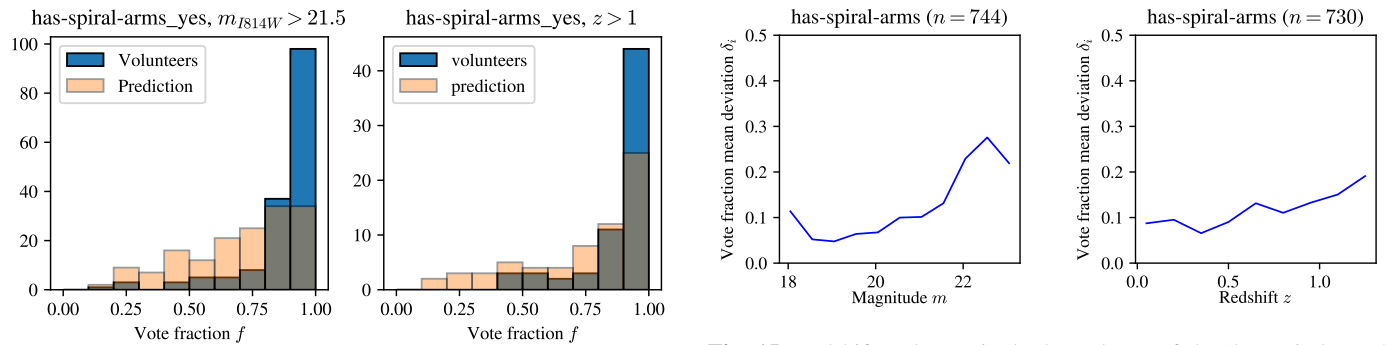 has-spiral-arms_yes, m_{I814W} > 21.5
100
80
60
40
20
0
Volunteers
Prediction
0.00 0.25 0.50 0.75 1.00
Vote fraction f
has-spiral-arms_yes, z > 1
40
30
20
10
0
volunteers
prediction
0.00 0.25 0.50 0.75 1.00
Vote fraction f
has-spiral-arms (n = 744)
Vote fraction mean deviation δ_i
0.5
0.4
0.3
0.2
0.1
0.0
18 20 22
Magnitude m
has-spiral-arms (n = 730)
Vote fraction mean deviation δ_i
0.5
0.4
0.3
0.2
0.1
0.0
0.0 0.5 1.0
Redshift z